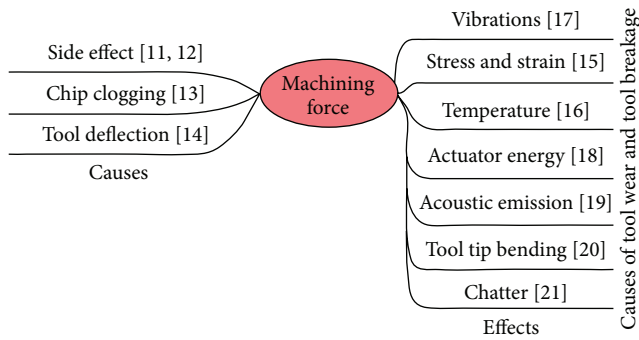 Side effect [11, 12]
Chip clogging [13]
Tool deflection [14]
Causes
Machining
force
Vibrations [17]
Stress and strain [15]
Temperature [16]
Actuator energy [18]
Acoustic emission [19]
Tool tip bending [20]
Chatter [21]
Effects
Causes of tool wear and tool breakage